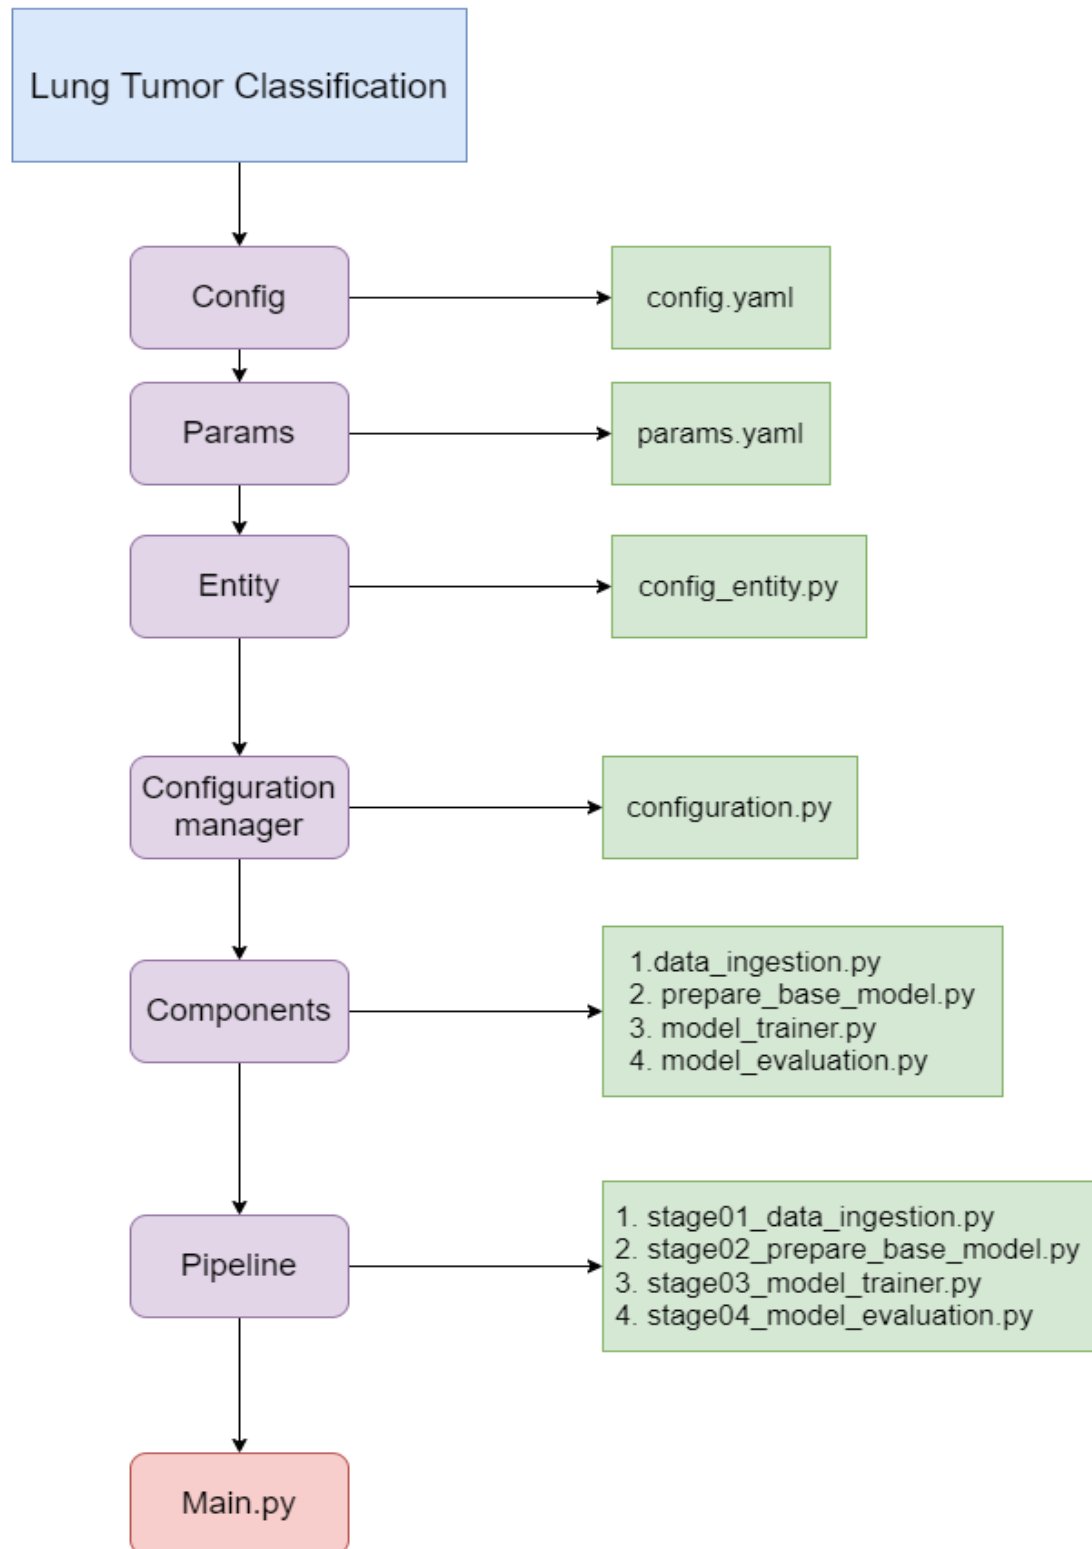 Lung Tumor Classification
Config
config.yaml
Params
params.yaml
Entity
config_entity.py
Configuration
manager
configuration.py
Components
1.data_ingestion.py
2. prepare_base_model.py
3. model_trainer.py
4. model_evaluation.py
Pipeline
1. stage01_data_ingestion.py
2. stage02_prepare_base_model.py
3. stage03_model_trainer.py
4. stage04_model_evaluation.py
Main.py